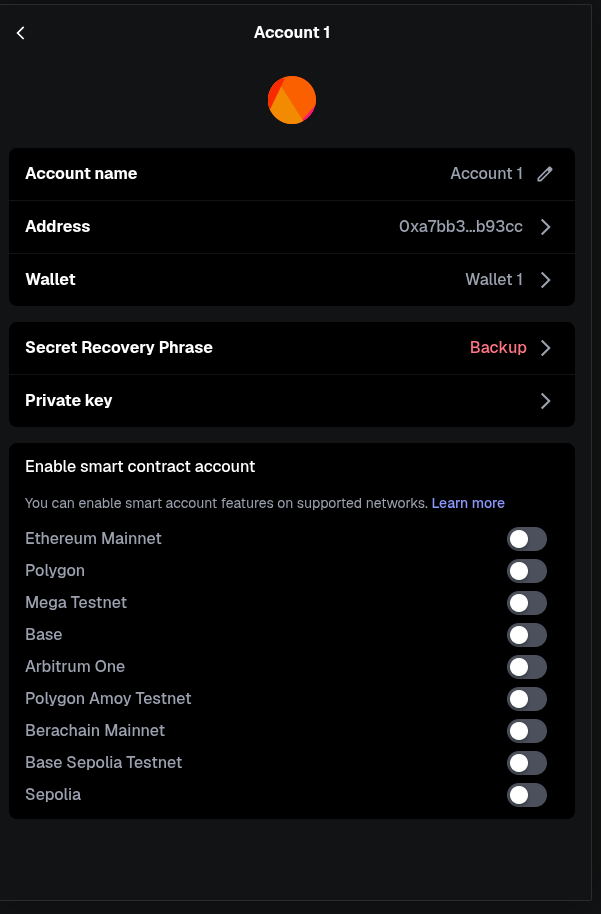 Account 1
Account name Account 1
Address 0xa7bb3...b93cc
Wallet Wallet 1
Secret Recovery Phrase Backup
Private key
Enable smart contract account
You can enable smart account features on supported networks. Learn more
Ethereum Mainnet
Polygon
Mega Testnet
Base
Arbitrum One
Polygon Amoy Testnet
Berachain Mainnet
Base Sepolia Testnet
Sepolia